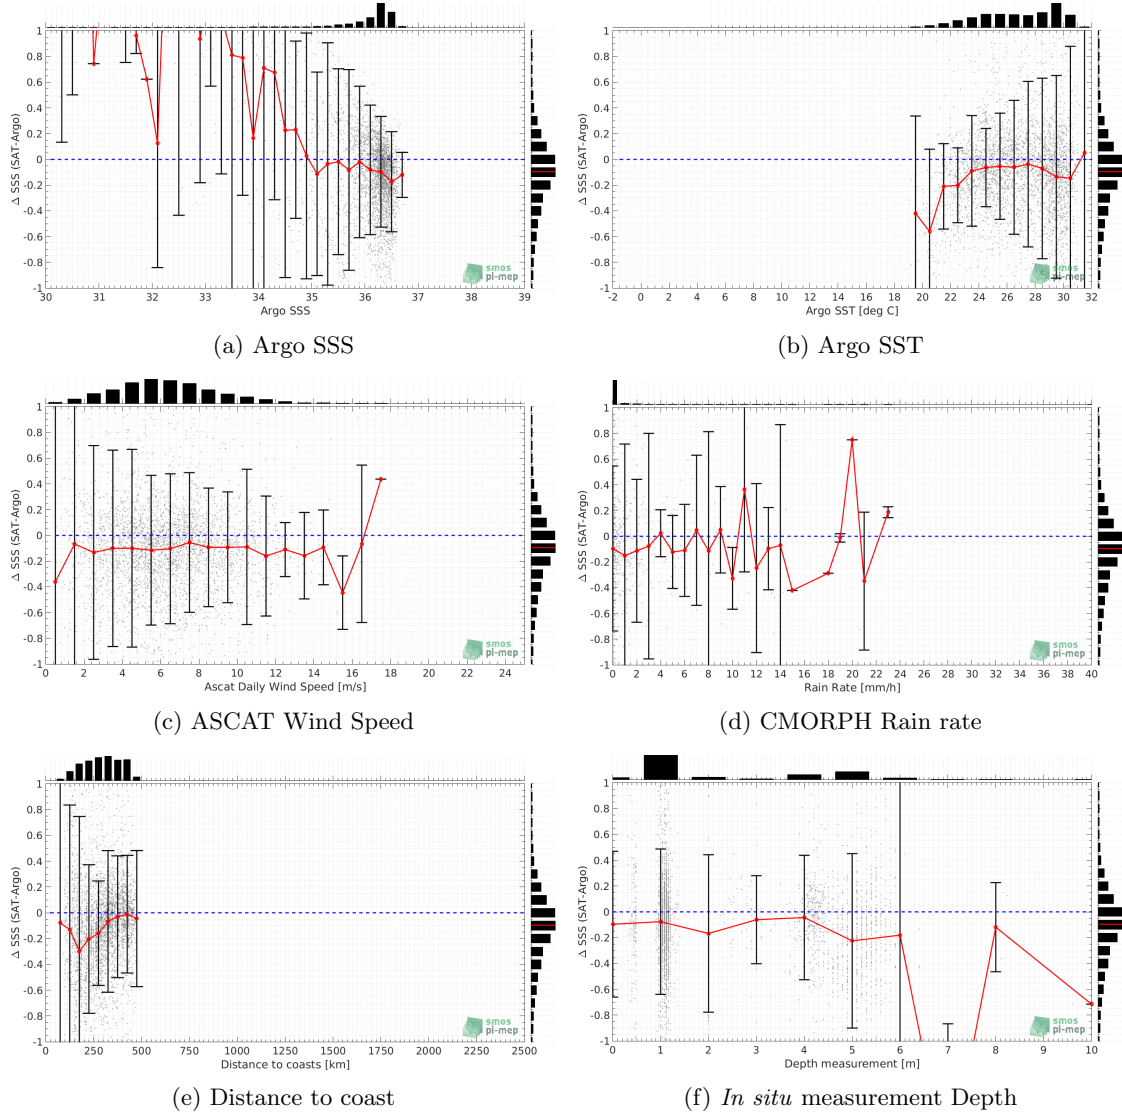 1
0.8
0.6
0.4
0.2
0
-0.2
-0.4
-0.6
-0.8
-1
Δ SSS (SAT-Argo)
30 31 32 33 34 35 36 37 38 39
Argo SSS
smos
pi-mep
(a) Argo SSS
1
0.8
0.6
0.4
0.2
0
-0.2
-0.4
-0.6
-0.8
-1
Δ SSS (SAT-Argo)
-2 0 2 4 6 8 10 12 14 16 18 20 22 24 26 28 30 32
Argo SST [deg C]
smos
pi-mep
(b) Argo SST
1
0.8
0.6
0.4
0.2
0
-0.2
-0.4
-0.6
-0.8
-1
Δ SSS (SAT-Argo)
0 2 4 6 8 10 12 14 16 18 20 22 24
Ascat Daily Wind Speed [m/s]
smos
pi-mep
(c) ASCAT Wind Speed
1
0.8
0.6
0.4
0.2
0
-0.2
-0.4
-0.6
-0.8
-1
Δ SSS (SAT-Argo)
0 2 4 6 8 10 12 14 16 18 20 22 24 26 28 30 32 34 36 38 40
Rain Rate [mm/h]
smos
pi-mep
(d) CMORPH Rain rate
1
0.8
0.6
0.4
0.2
0
-0.2
-0.4
-0.6
-0.8
-1
Δ SSS (SAT-Argo)
0 250 500 750 1000 1250 1500 1750 2000 2250 2500
Distance to coasts [km]
smos
pi-mep
(e) Distance to coast
1
0.8
0.6
0.4
0.2
0
-0.2
-0.4
-0.6
-0.8
-1
Δ SSS (SAT-Argo)
0 1 2 3 4 5 6 7 8 9 10
Depth measurement [m]
smos
pi-mep
(f) In situ measurement Depth